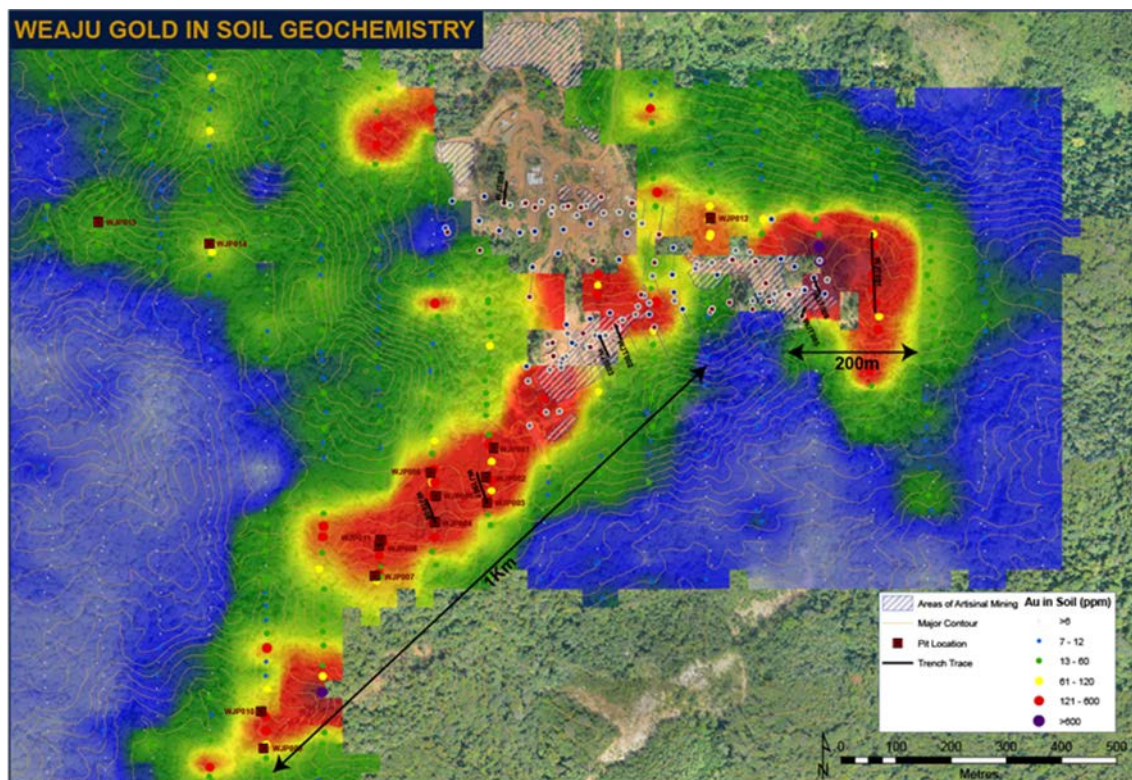 WEAJU GOLD IN SOIL GEOCHEMISTRY
WJP013
WJP014
WJP012
200m
WJP001
WJP002
WJP003
WJP007
WJP010
1Km
Areas of Artisinal Mining
Major Contour
Pit Location
Trench Trace
Au in Soil (ppm)
>6
7 - 12
13 - 60
61 - 120
121 - 600
>600
N
0 100 200 300 400 500
Metres.